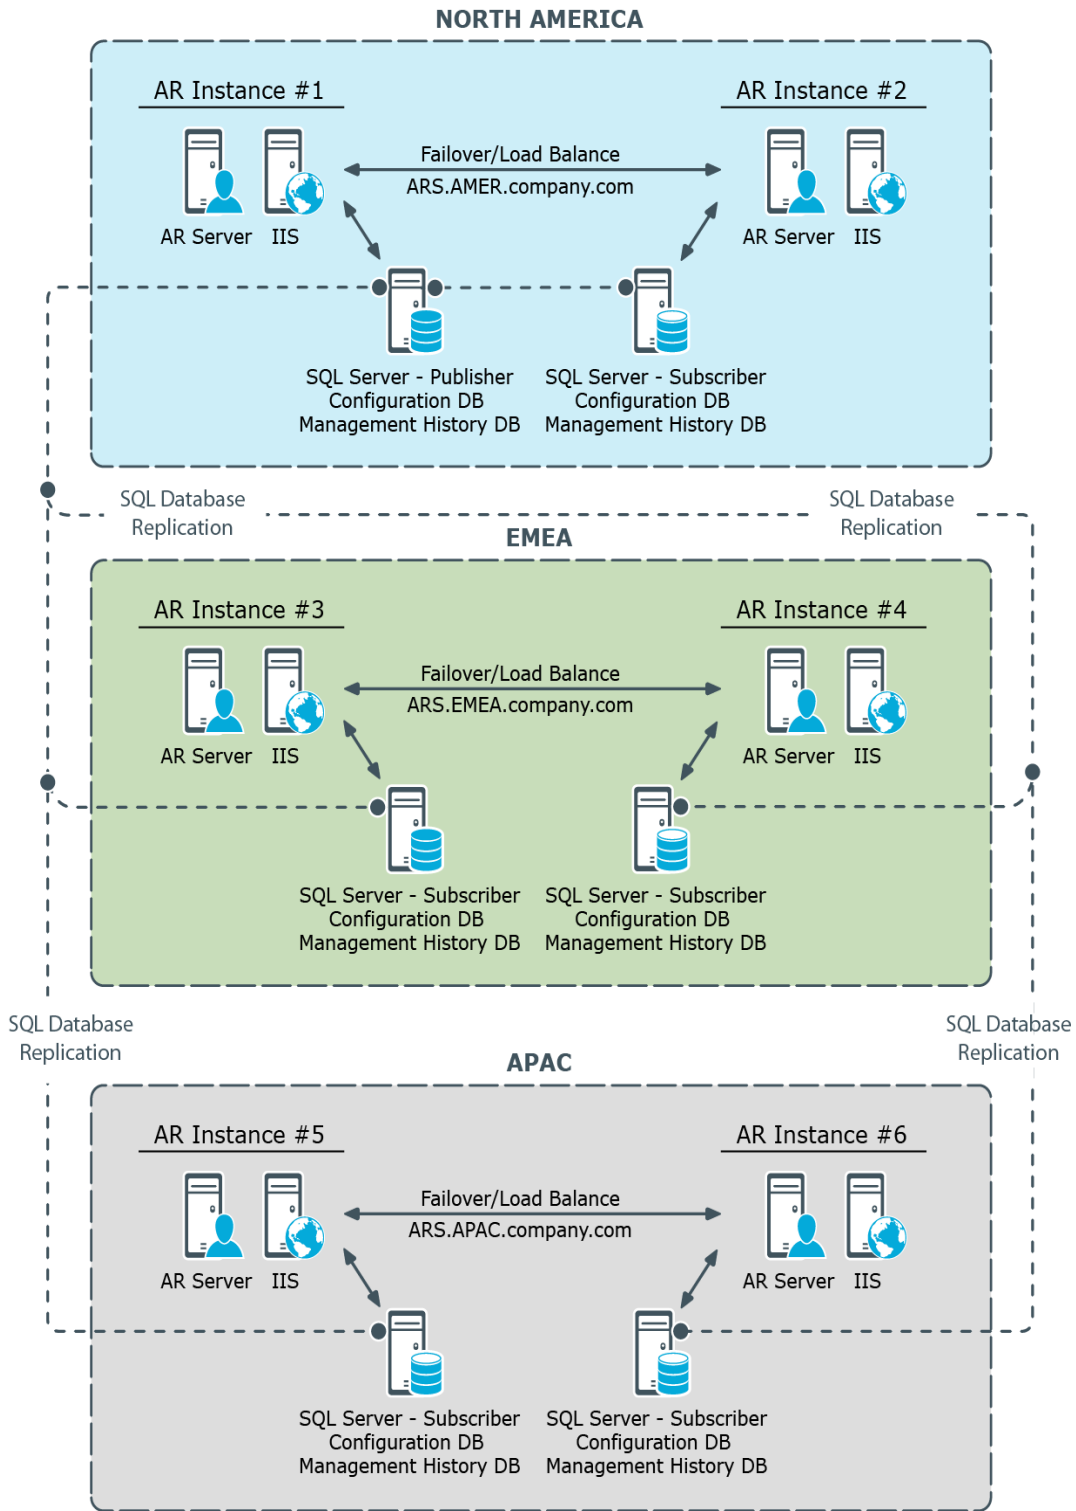 NORTH AMERICA
AR Instance #1
AR Instance #2
Failover/Load Balance
ARS.AMER.company.com
AR Server
IIS
AR Server
IIS
SQL Server - Publisher
Configuration DB
Management History DB
SQL Server - Subscriber
Configuration DB
Management History DB
SQL Database
Replication
SQL Database
Replication
EMEA
AR Instance #3
AR Instance #4
Failover/Load Balance
ARS.EMEA.company.com
AR Server
IIS
AR Server
IIS
SQL Server - Subscriber
Configuration DB
Management History DB
SQL Server - Subscriber
Configuration DB
Management History DB
SQL Database
Replication
SQL Database
Replication
APAC
AR Instance #5
AR Instance #6
Failover/Load Balance
ARS.APAC.company.com
AR Server
IIS
AR Server
IIS
SQL Server - Subscriber
Configuration DB
Management History DB
SQL Server - Subscriber
Configuration DB
Management History DB